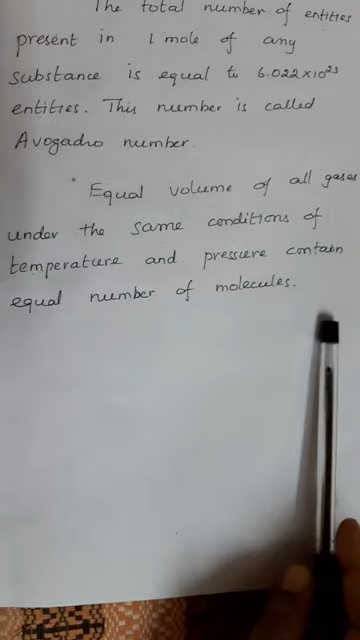 The total number of entities
present in 1 mole of any
substance is equal to 6.022×10²³
entities. This number is called
Avogadro number.
" Equal volume of all gases
under the same conditions of
temperature and pressure contain
equal number of molecules.